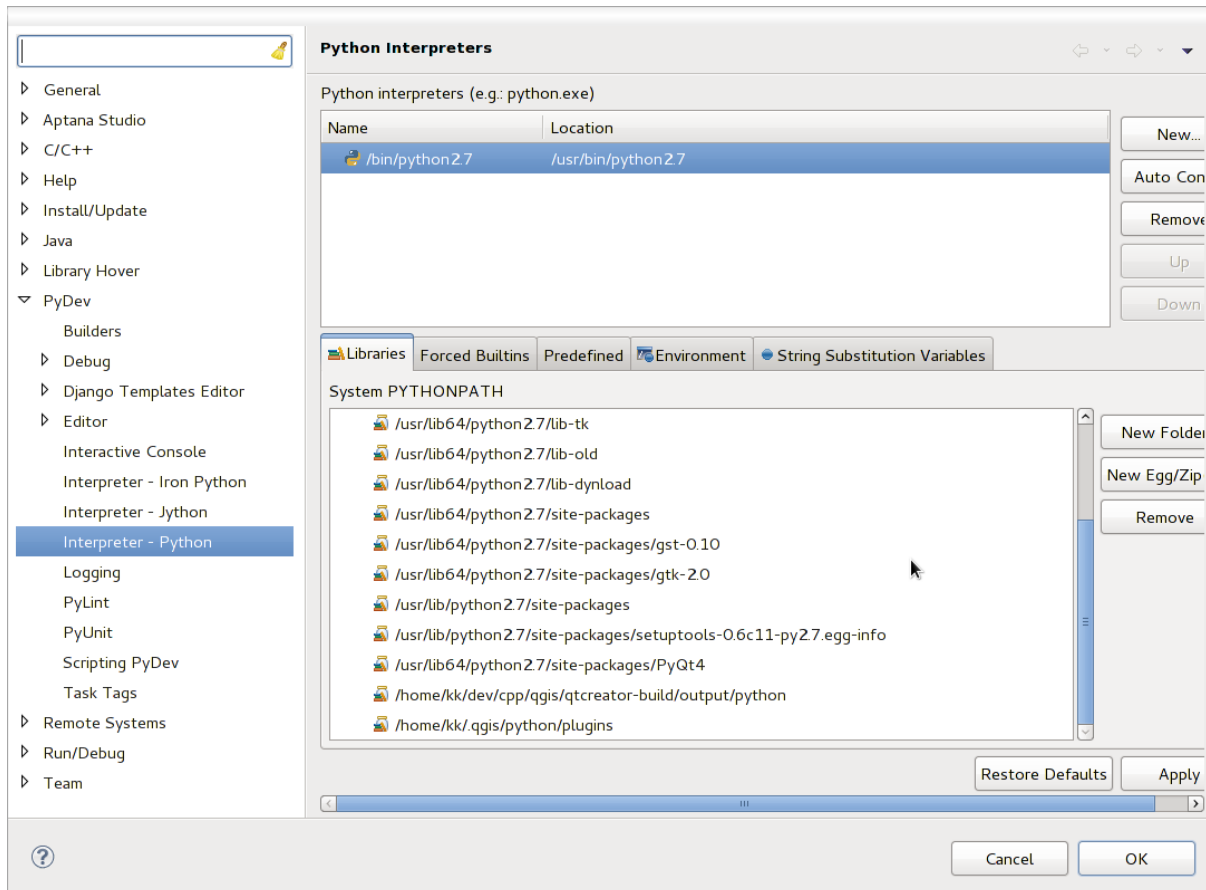 Python Interpreters
General
Aptana Studio
C/C++
Help
Install/Update
Java
Library Hover
PyDev
Builders
Debug
Django Templates Editor
Editor
Interactive Console
Interpreter - Iron Python
Interpreter - Jython
Interpreter - Python
Logging
PyLint
PyUnit
Scripting PyDev
Task Tags
Remote Systems
Run/Debug
Team
Python interpreters (e.g.: python.exe)
Name Location
/bin/python2.7 /usr/bin/python2.7
New...
Auto Con
Remove
Up
Down
Libraries Forced Builtins Predefined Environment String Substitution Variables
System PYTHONPATH
/usr/lib64/python2.7/lib-tk
/usr/lib64/python2.7/lib-old
/usr/lib64/python2.7/lib-dynload
/usr/lib64/python2.7/site-packages
/usr/lib64/python2.7/site-packages/gst-0.10
/usr/lib64/python2.7/site-packages/gtk-2.0
/usr/lib/python2.7/site-packages
/usr/lib/python2.7/site-packages/setuptools-0.6c11-py2.7.egg-info
/usr/lib64/python2.7/site-packages/PyQt4
/home/kk/dev/cpp/qgis/qtcreator-build/output/python
/home/kk/.qgis/python/plugins
New Folder
New Egg/Zip
Remove
Restore Defaults Apply
Cancel OK